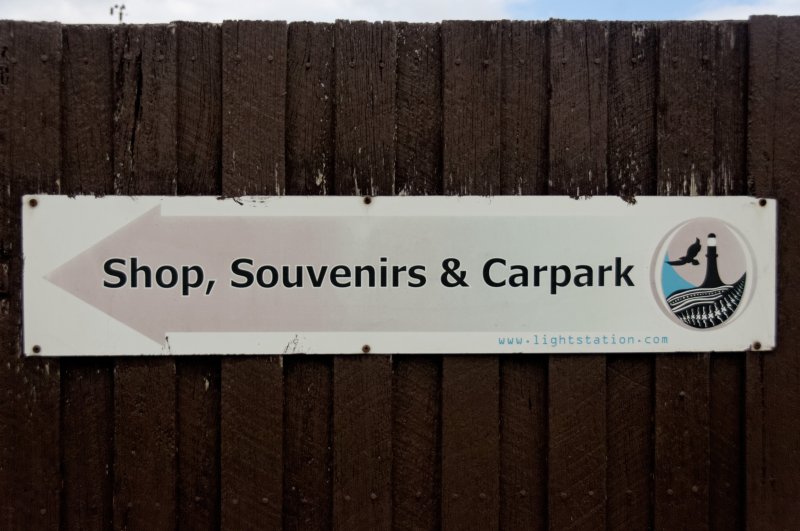 Shop, Souvenirs & Carpark
www.lightstation.com